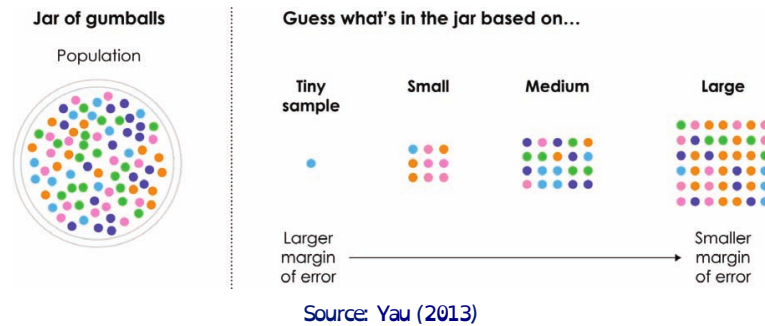 Jar of gumballs
Population
Guess what's in the jar based on...
Tiny
sample
Small
Medium
Large
Larger
margin
of error
Smaller
margin
of error
Source: Yau (2013)